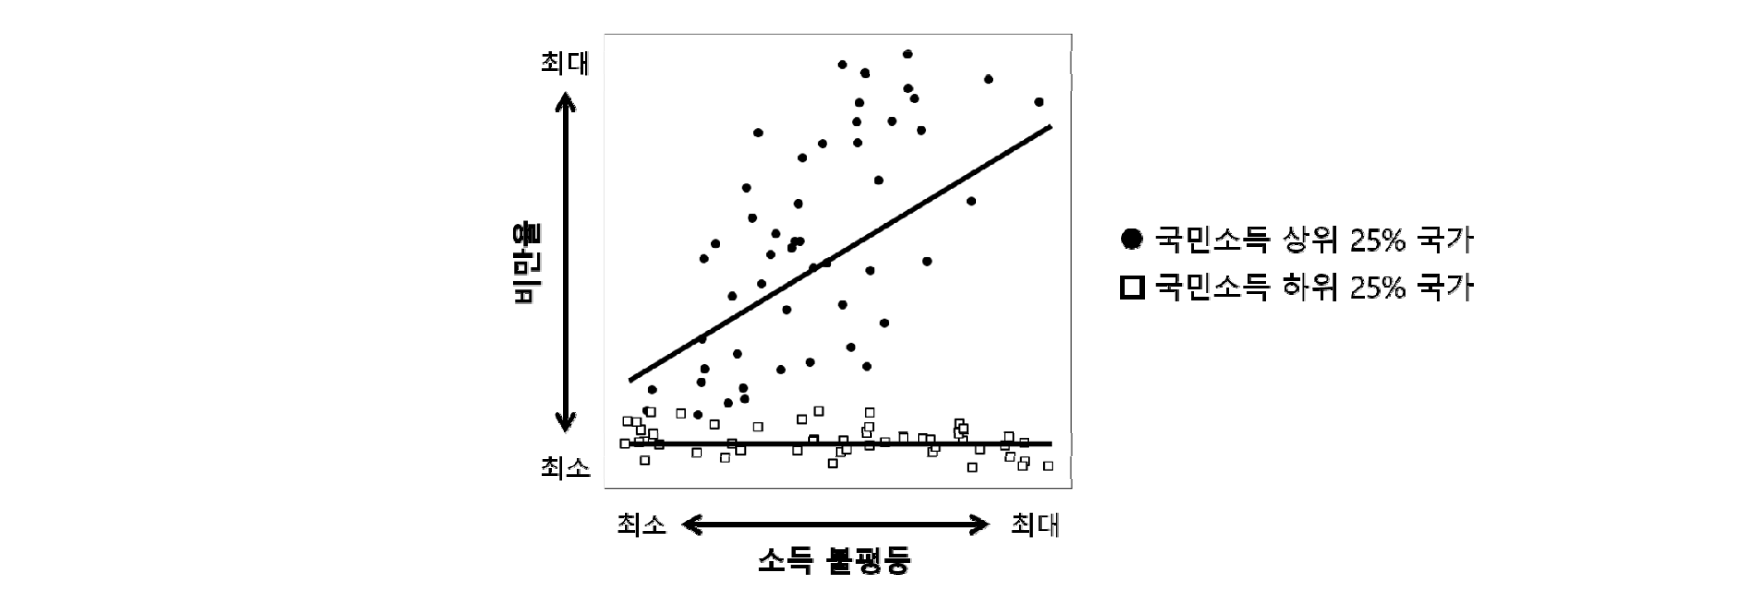 최대
비만율
최소
최소
최대
소득 불평등
국민소득 상위 25% 국가
국민소득 하위 25% 국가